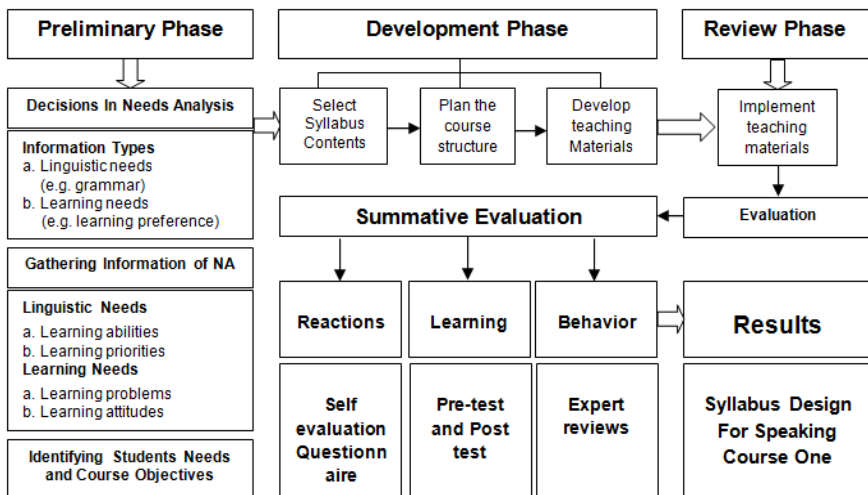 Preliminary Phase
Decisions In Needs Analysis
Information Types
a. Linguistic needs
(e.g. grammar)
b. Learning needs
(e.g. learning preference)
Gathering Information of NA
Linguistic Needs
a. Learning abilities
b. Learning priorities
Learning Needs
a. Learning problems
b. Learning attitudes
Identifying Students Needs
and Course Objectives
Development Phase
Select
Syllabus
Contents
Plan the
course
structure
Develop
teaching
Materials
Review Phase
Implement
teaching
materials
Evaluation
Summative Evaluation
Reactions
Learning
Behavior
Results
Self
evaluation
Questionn
aire
Pre-test
and Post
test
Expert
reviews
Syllabus Design
For Speaking
Course One